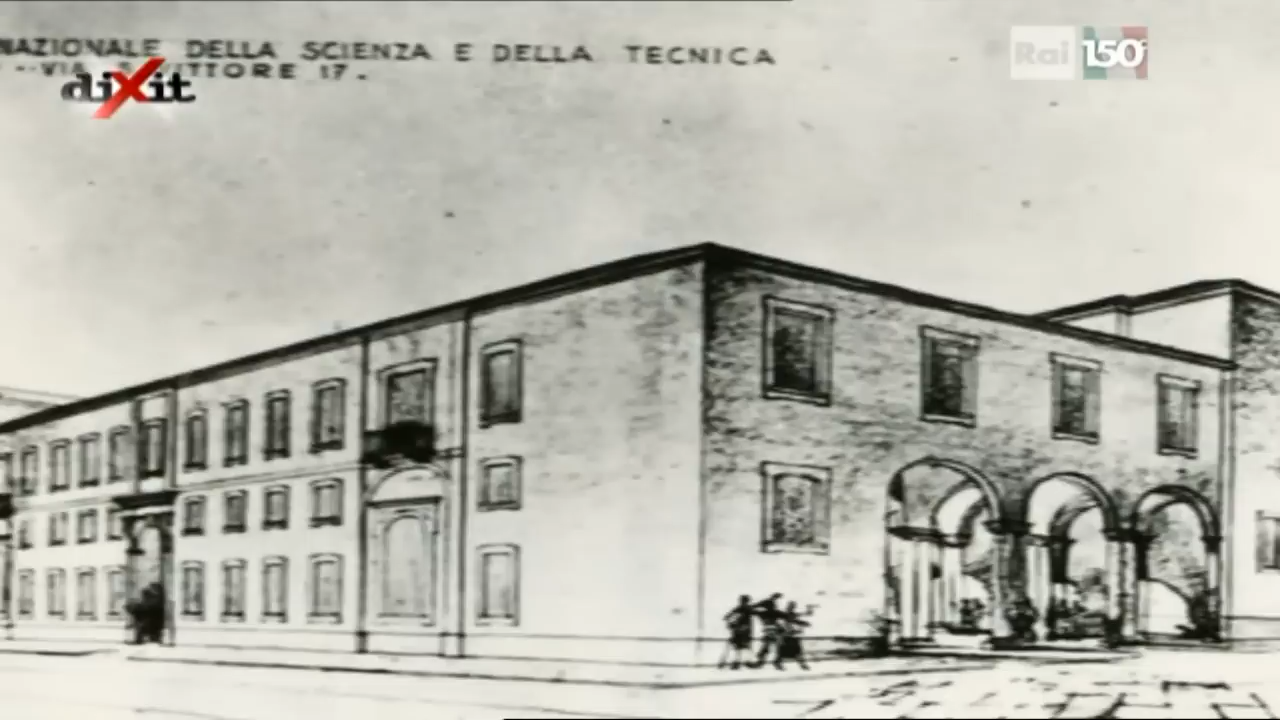 NAZIONALE DELLA SCIENZA E DELLA TECNICA
VIA S. VITTORE 17.
diXit
Rai 150°